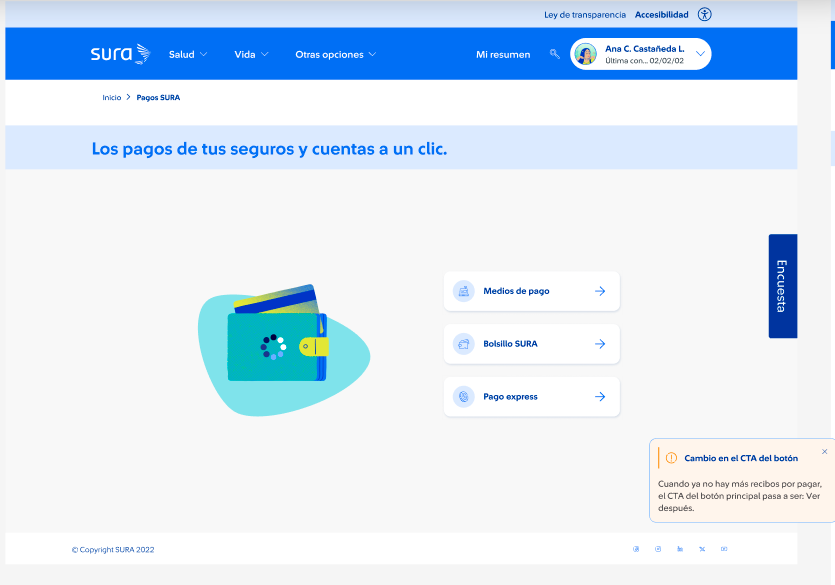 Ley de transparencia Accesibilidad
sura Salud Vida Otras opciones Mi resumen Ana C. Castañeda L.
Última con... 02/02/02
Inicio > Pagos SURA
Los pagos de tus seguros y cuentas a un clic.
Encuesta
Medios de pago
Bolsillo SURA
Pago express
Cambio en el CTA del botón
Cuando ya no hay más recibos por pagar,
el CTA del botón principal pasa a ser: Ver
después.
© Copyright SURA 2022